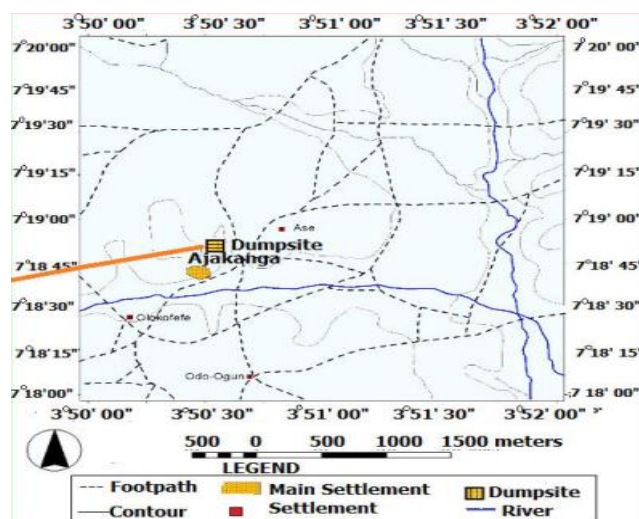 3°50' 00" 3°50' 30" 3°51' 00" 3°51' 30" 3°52' 00"
7°20' 00" 7°20' 00"
7°19'45" 7°19'45"
7°19'30" 7°19'30"
7°19'15" 7°19'15"
7°19'00" 7°19'00"
Ase
Dumpsite
Ajakanga
7°18'45" 7°18'45"
7°18'30" 7°18'30"
Olokofefe
7°18'15" 7°18'15"
Odo-Ogun
7°18'00" 7°18 00"
3°50' 00" 3°50' 30" 3°51' 00" 3°51' 30" 3°52' 00"
500 0 500 1000 1500 meters
LEGEND
Footpath Main Settlement Dumpsite
Contour Settlement River